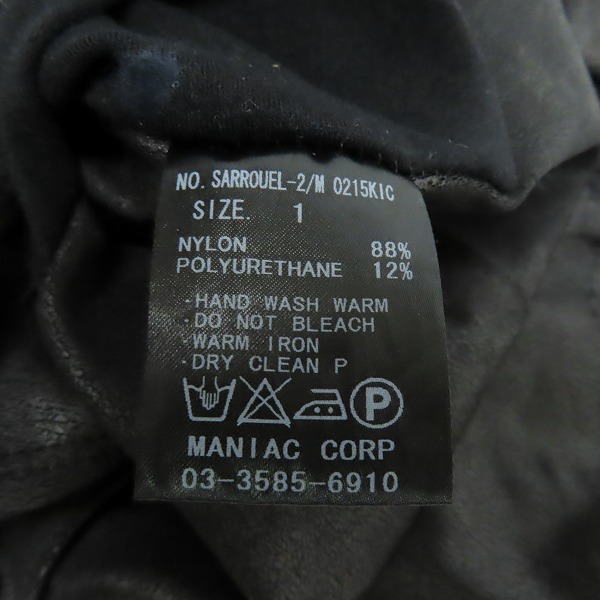 NO. SARROUEL-2/M 0215KIC
SIZE. 1
NYLON 88%
POLYURETHANE 12%
·HAND WASH WARM
·DO NOT BLEACH
·WARM IRON
·DRY CLEAN P
P
MANIAC CORP
03-3585-6910